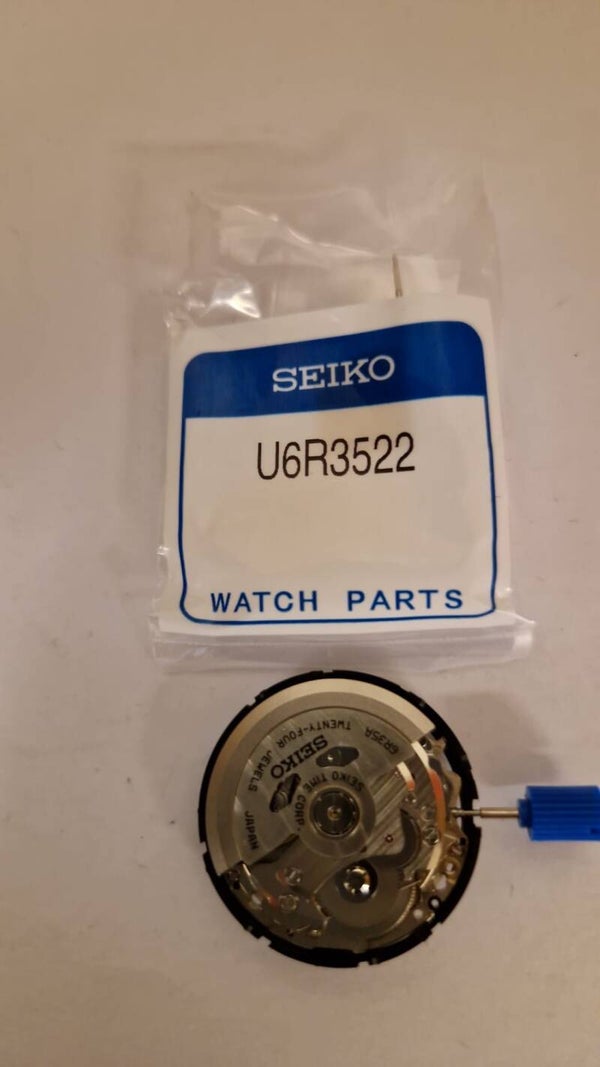 SEIKO
U6R3522
WATCH PARTS
6R35A
TWENTY-FOUR JEWELS
SEIKO
SEIKO TIME CORP. JAPAN